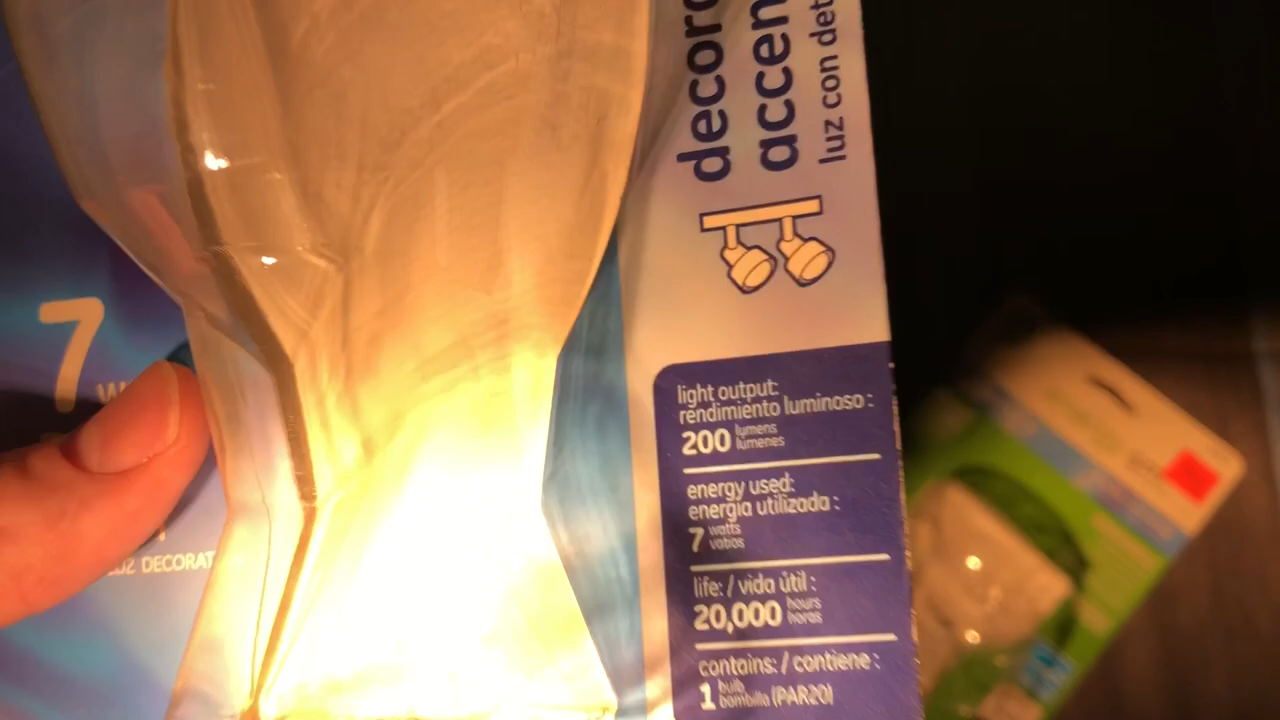 decor
accen
luz con det
7
LUZ DECORAT
light output:
rendimiento luminoso :
200 lumens
lúmenes
energy used:
energía utilizada :
7 watts
vatios
life: / vida útil :
20,000 hours
horas
contains: / contiene :
1 bulb
bombilla (PAR20)